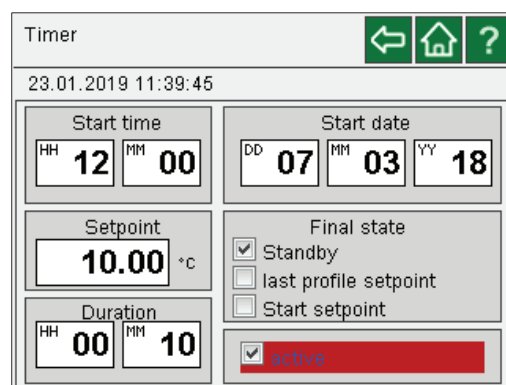 Timer ?
23.01.2019 11:39:45
Start time
HH 12 MM 00
Start date
DD 07 MM 03 YY 18
Setpoint
10.00 °C
Final state
Standby
last profile setpoint
Start setpoint
Duration
HH 00 MM 10
active